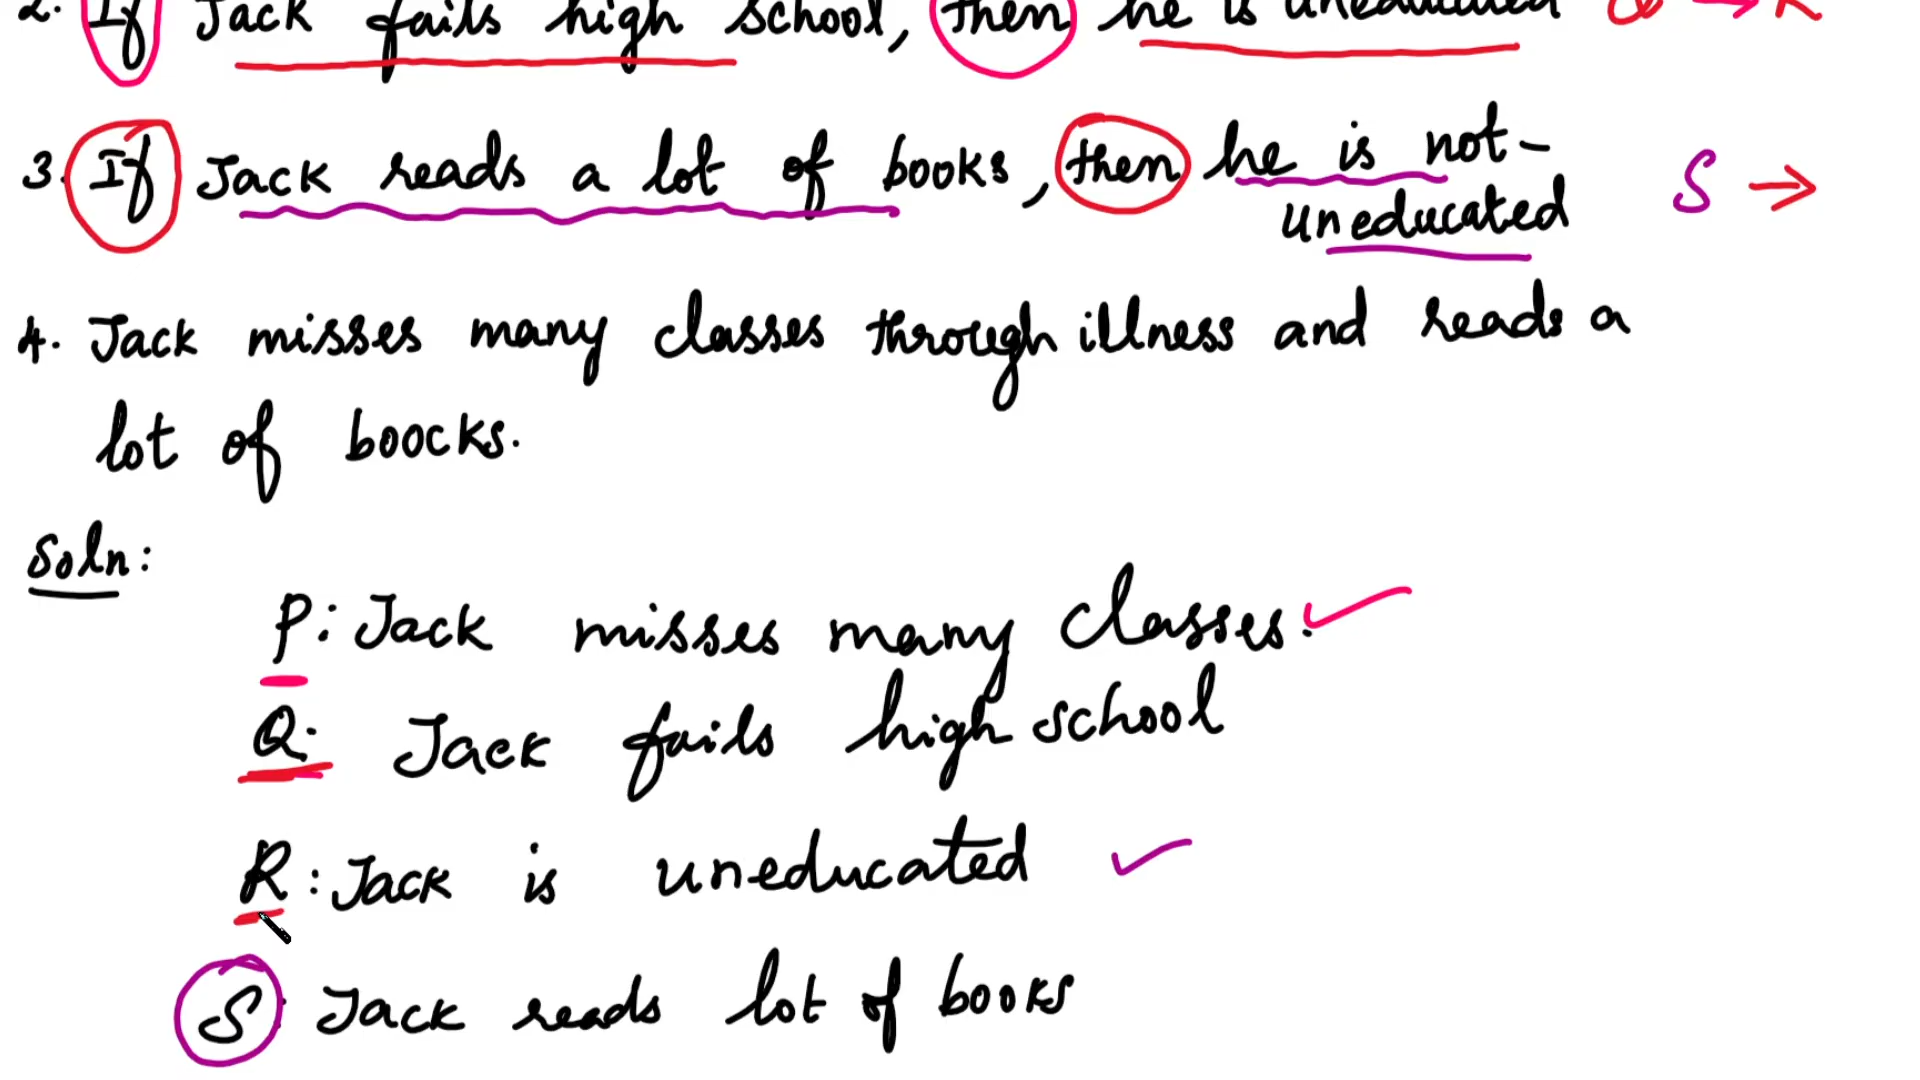 2. If Jack fails high school, then he is uneducated Q → R
3. If Jack reads a lot of books, then he is not-
uneducated S →
4. Jack misses many classes through illness and reads a
lot of boocks.
Soln:
P: Jack misses many classes.
Q: Jack fails high school
R: Jack is uneducated
S: Jack reads lot of books